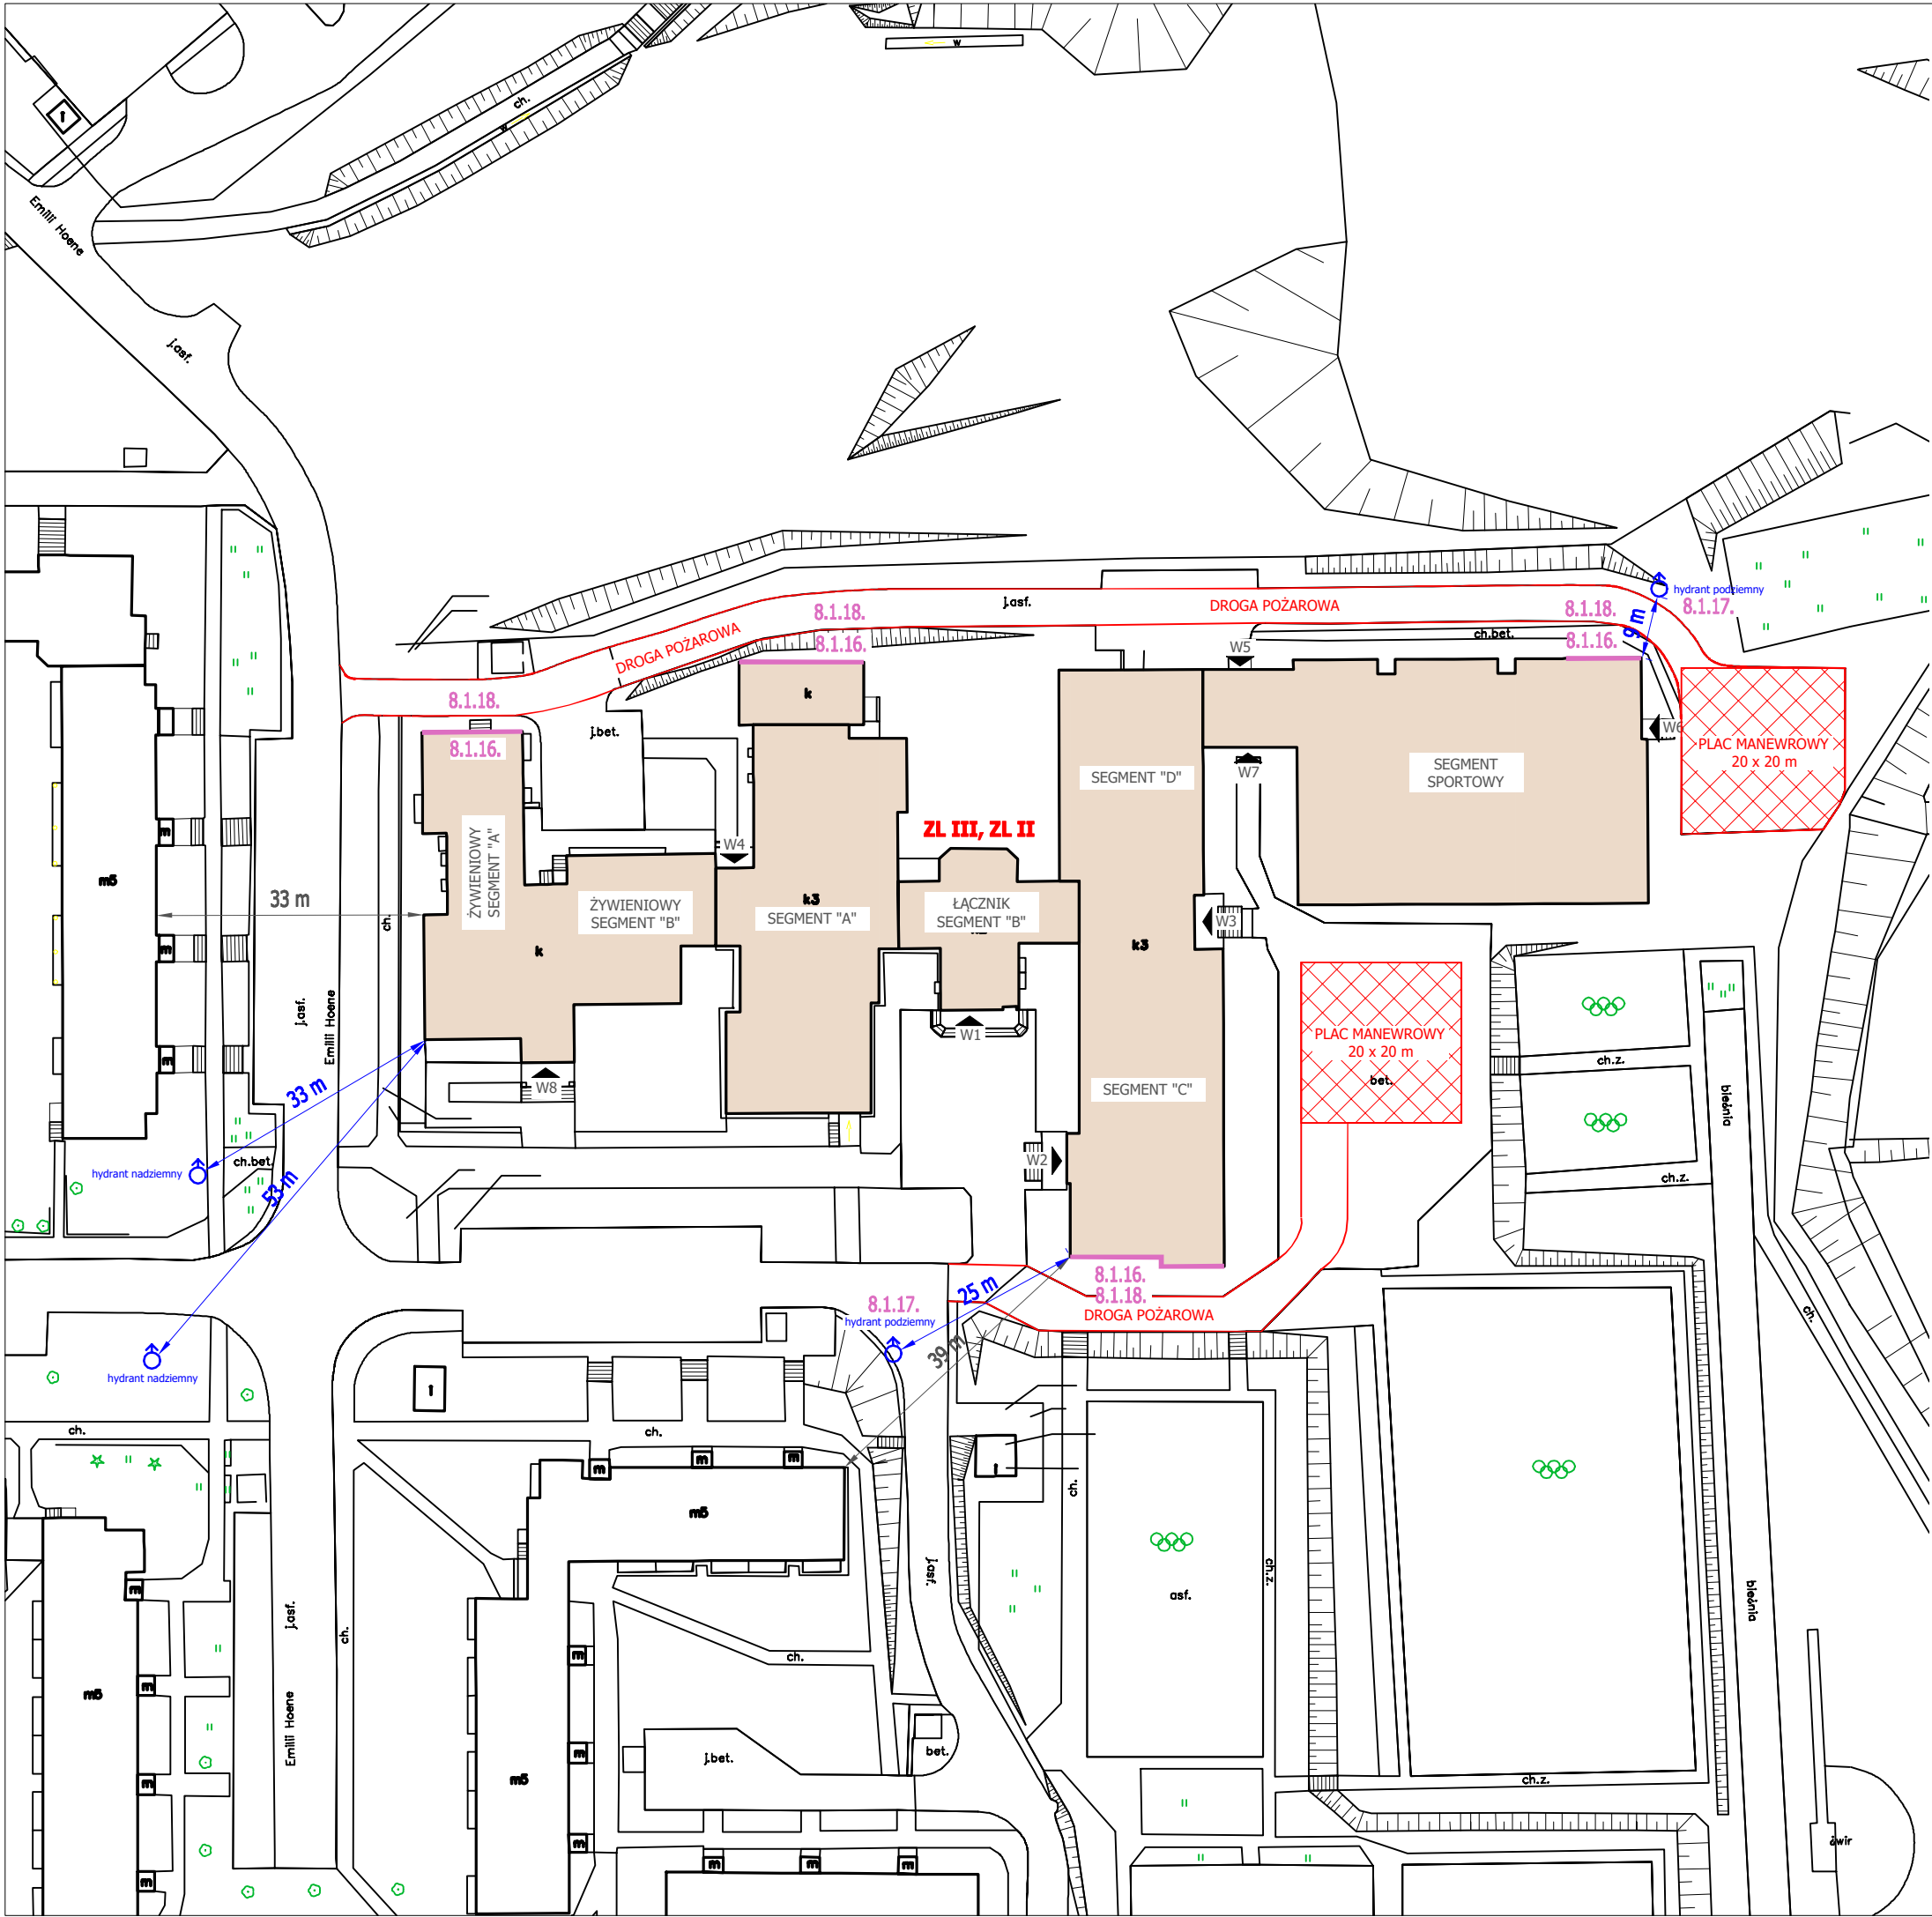 w
ch.
w
i
Emilii Hoene
j.asf.
hydrant podziemny
j.asf.
DROGA POŻAROWA
8.1.18.
8.1.18.
8.1.17.
DROGA POŻAROWA
9 m
ch.bet.
8.1.16.
8.1.16.
W5
k
8.1.18.
j.bet.
8.1.16.
W6
PLAC MANEWROWY
20 x 20 m
SEGMENT
SPORTOWY
W7
SEGMENT "D"
ZL III, ZL II
W4
m
m5
ŻYWIENIOWY
SEGMENT "A"
33 m
k3
ŻYWIENIOWY
SEGMENT "B"
SEGMENT "A"
ŁĄCZNIK
SEGMENT "B"
W3
ch.
k3
m
k
j.asf.
Emilii Hoene
W1
PLAC MANEWROWY
20 x 20 m
m
ch.z.
bet.
33 m
W8
SEGMENT "C"
bieżnia
ch.bet.
W2
hydrant nadziemny
53 m
ch.z.
8.1.16.
25 m
8.1.18.
8.1.17.
DROGA POŻAROWA
ch.
hydrant podziemny
39 m
hydrant nadziemny
i
ch.
ch.
m
m
m
i
ch.
m5
j.asf.
ch.z.
m
asf.
bieżnia
j.asf.
ch.
m
ch.
m
m5
Emilii Hoene
m
j.bet.
bet.
m
m5
ch.z.
żwir
m
m
m
m
m